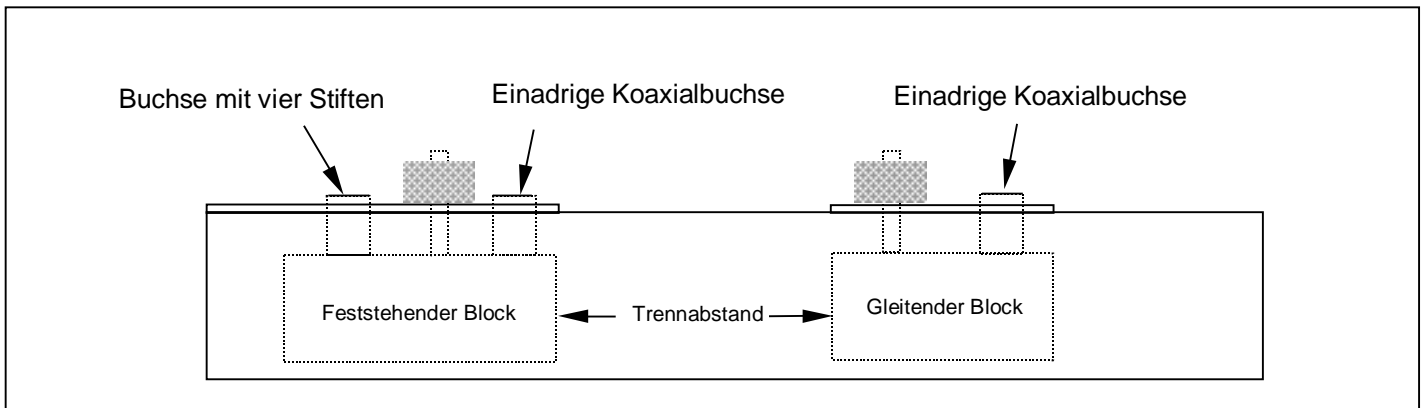 Buchse mit vier Stiften
Einadrige Koaxialbuchse
Einadrige Koaxialbuchse
Feststehender Block
Trennabstand
Gleitender Block